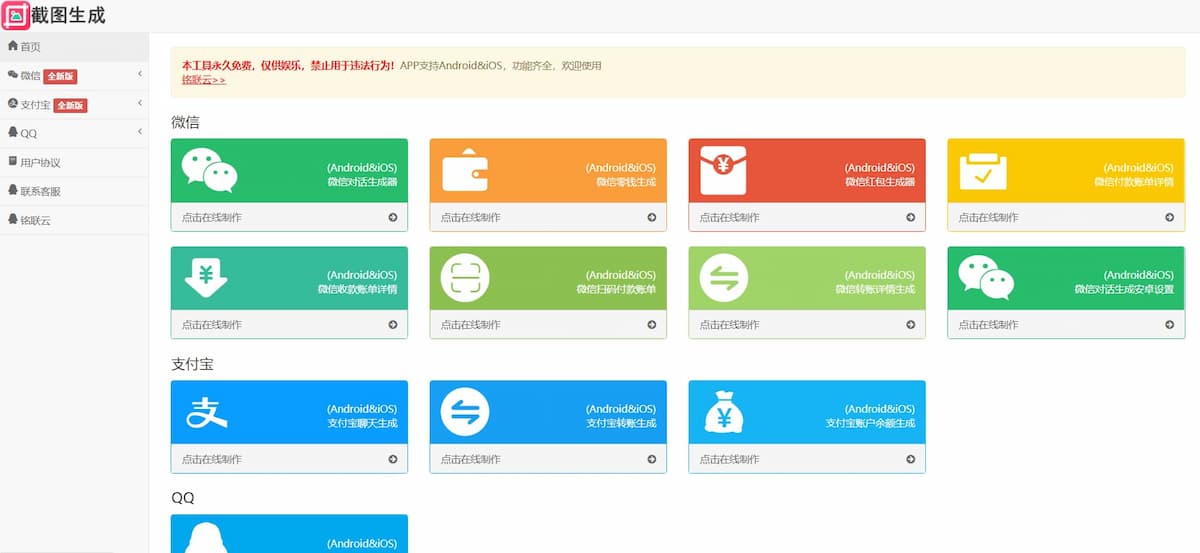 截图生成
首页
微信 全新版
支付宝 全新版
QQ
用户协议
联系客服
铭联云
本工具永久免费，仅供娱乐，禁止用于违法行为！APP支持Android&iOS，功能齐全，欢迎使用
铭联云>>
微信
(Android&iOS)
微信对话生成器
点击在线制作
(Android&iOS)
微信零钱生成
点击在线制作
(Android&iOS)
微信红包生成器
点击在线制作
(Android&iOS)
微信付款账单详情
点击在线制作
(Android&iOS)
微信收款账单详情
点击在线制作
(Android&iOS)
微信扫码付款账单
点击在线制作
(Android&iOS)
微信转账详情生成
点击在线制作
(Android&iOS)
微信对话生成安卓设置
点击在线制作
支付宝
支
(Android&iOS)
支付宝聊天生成
点击在线制作
(Android&iOS)
支付宝转账生成
点击在线制作
(Android&iOS)
支付宝账户余额生成
点击在线制作
QQ
(Android&iOS)